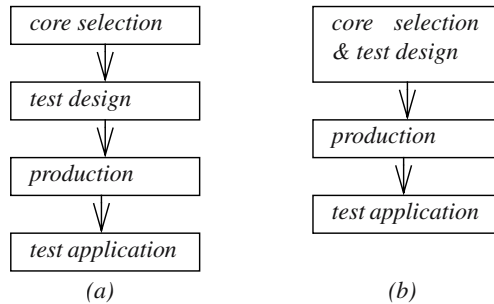 core selection
test design
production
test application
(a)
core selection
& test design
production
test application
(b)